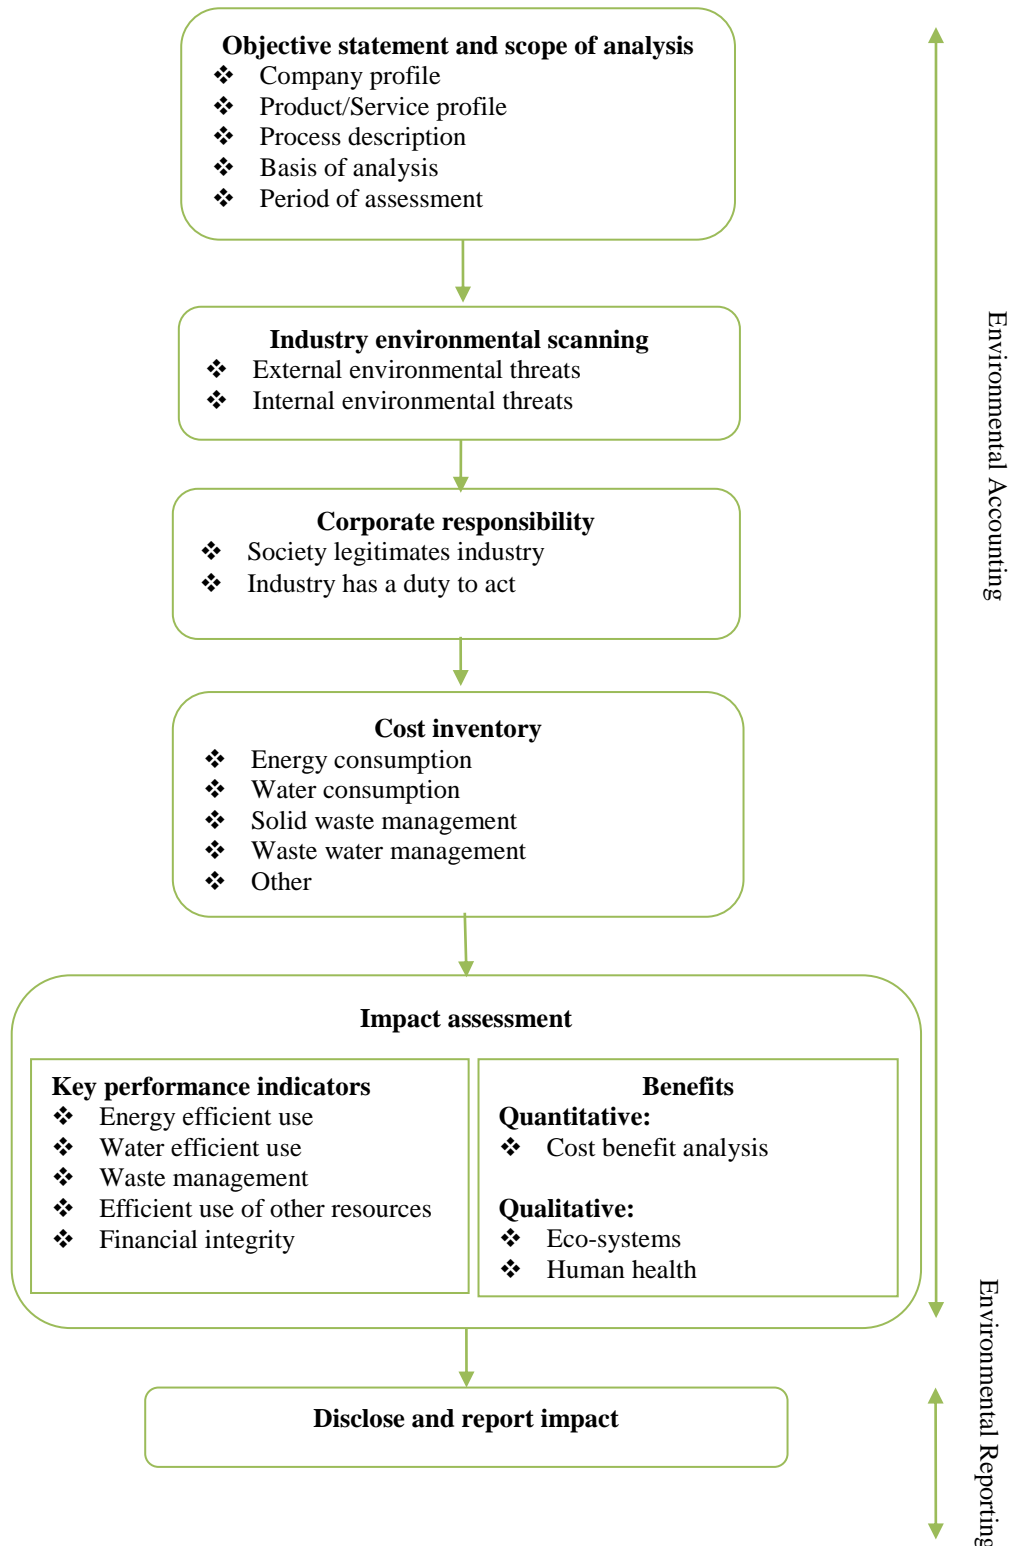 Objective statement and scope of analysis
❖ Company profile
❖ Product/Service profile
❖ Process description
❖ Basis of analysis
❖ Period of assessment
Industry environmental scanning
❖ External environmental threats
❖ Internal environmental threats
Corporate responsibility
❖ Society legitimates industry
❖ Industry has a duty to act
Cost inventory
❖ Energy consumption
❖ Water consumption
❖ Solid waste management
❖ Waste water management
❖ Other
Impact assessment
Key performance indicators
❖ Energy efficient use
❖ Water efficient use
❖ Waste management
❖ Efficient use of other resources
❖ Financial integrity
Benefits
Quantitative:
❖ Cost benefit analysis
Qualitative:
❖ Eco-systems
❖ Human health
Disclose and report impact
Environmental Accounting
Environmental Reporting